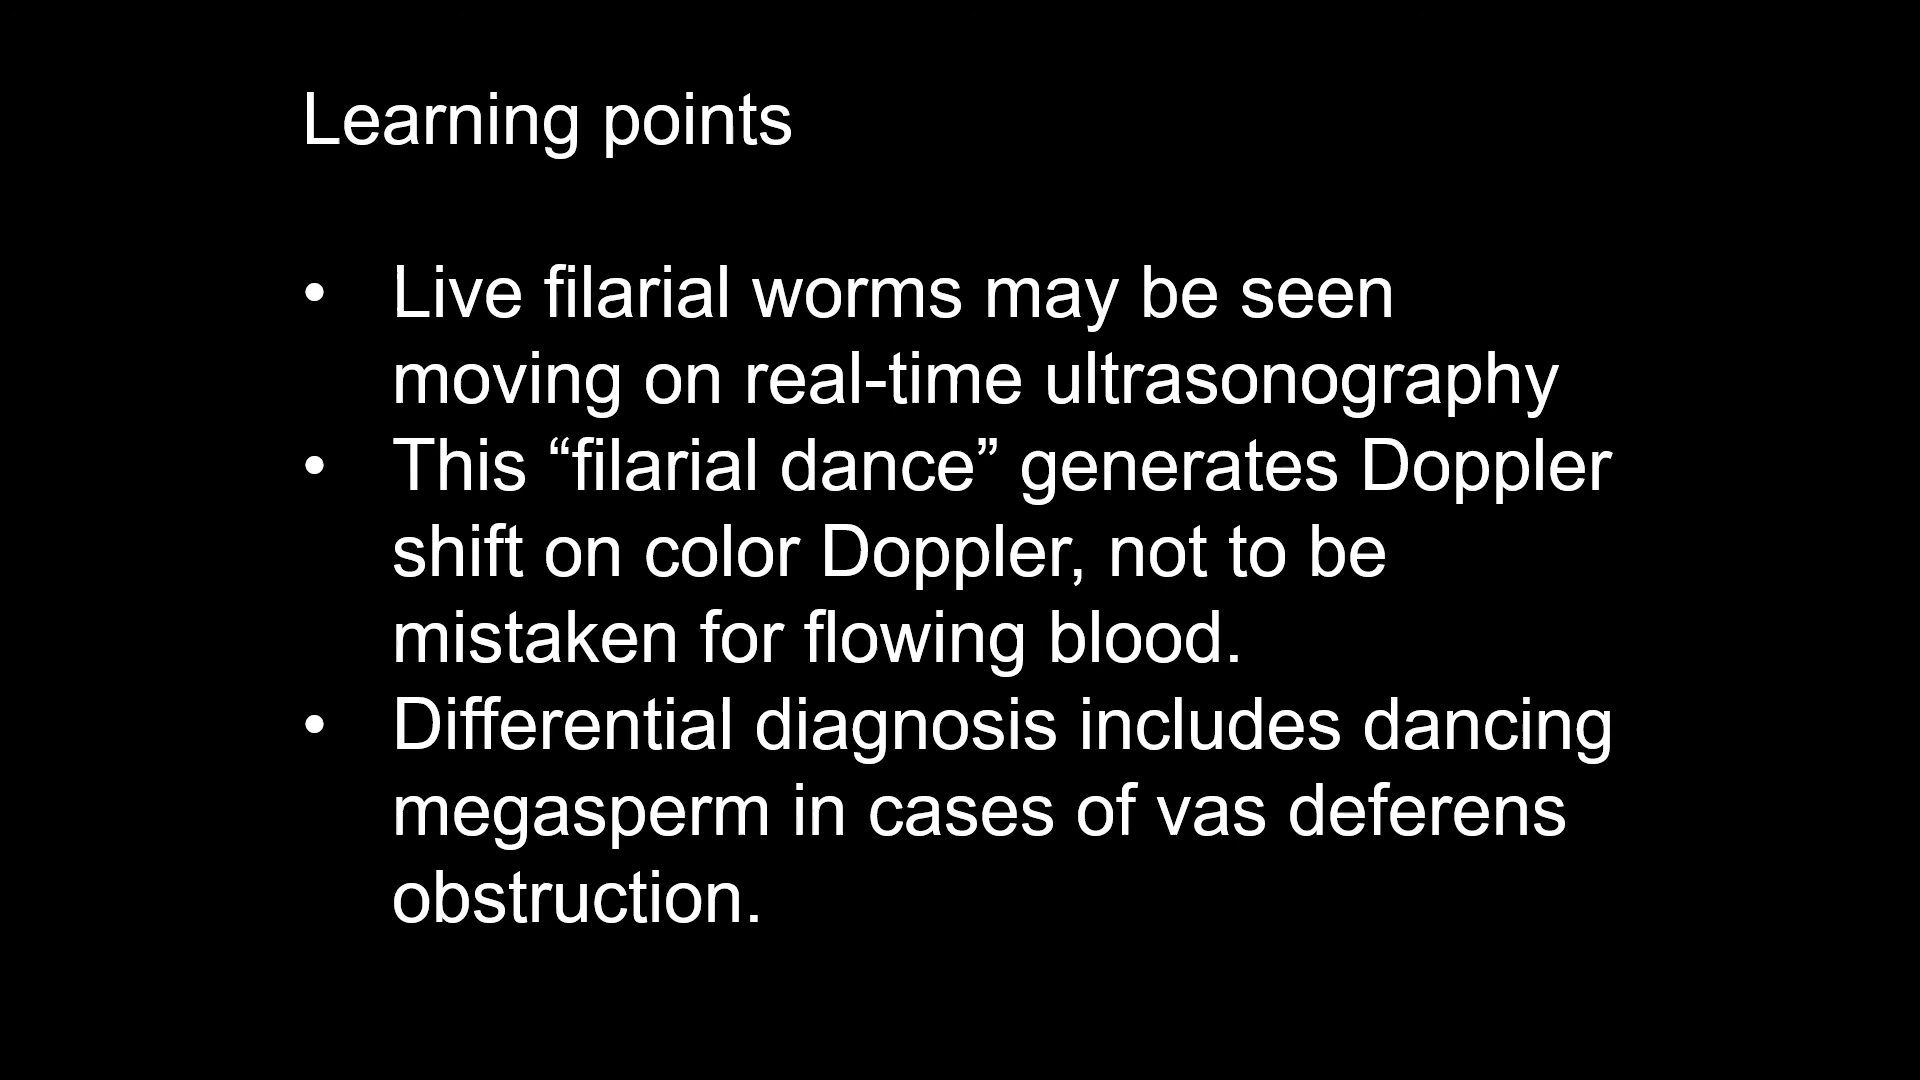 Learning points
• Live filarial worms may be seen
moving on real-time ultrasonography
• This “filarial dance” generates Doppler
shift on color Doppler, not to be
mistaken for flowing blood.
• Differential diagnosis includes dancing
megasperm in cases of vas deferens
obstruction.